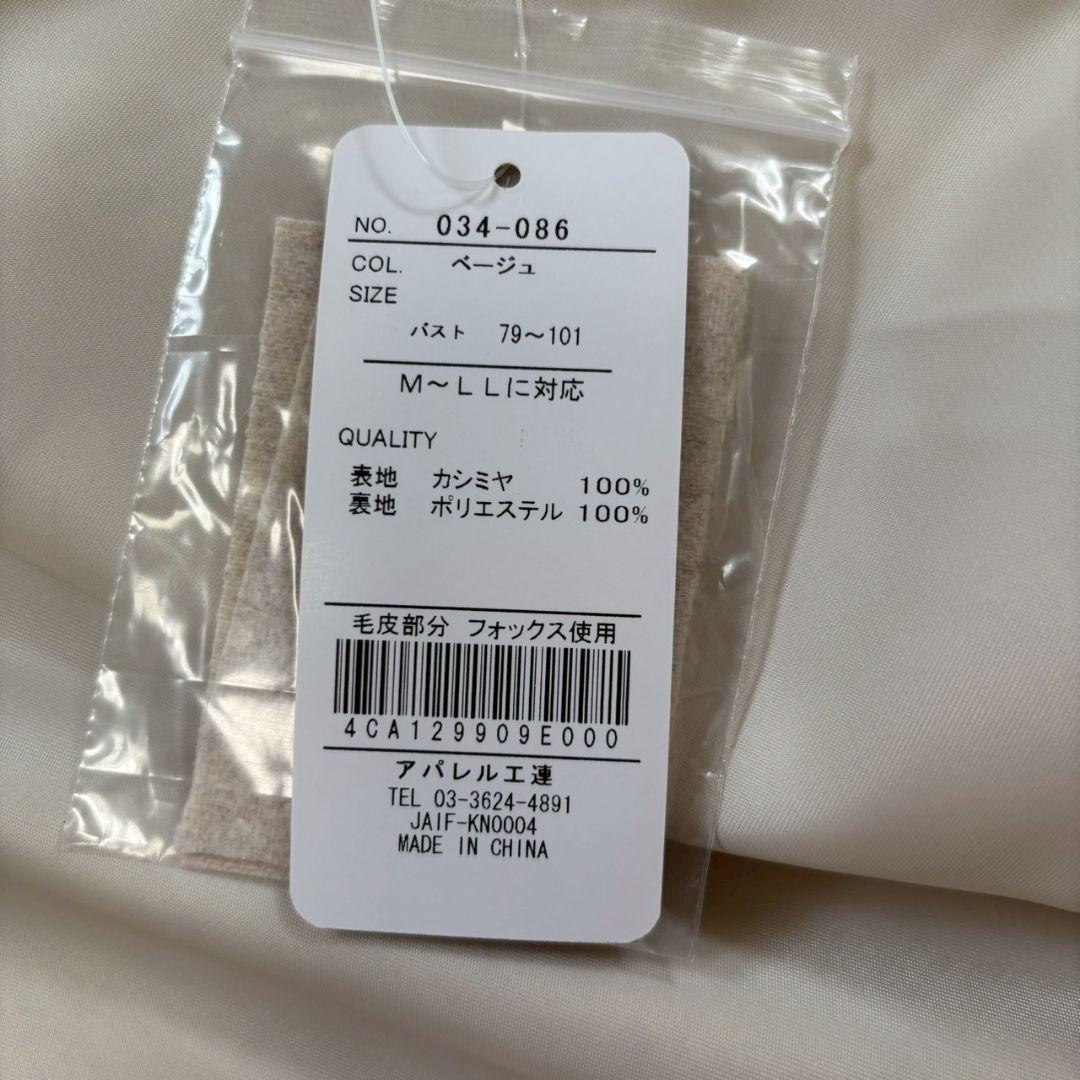 NO. 034-086
COL. ベージュ
SIZE
バスト 79～101
M～LLに対応
QUALITY
表地 カシミヤ 100%
裏地 ポリエステル 100%
毛皮部分 フォックス使用
4CA129909E000
アパレル工連
TEL 03-3624-4891
JAIF-KN0004
MADE IN CHINA